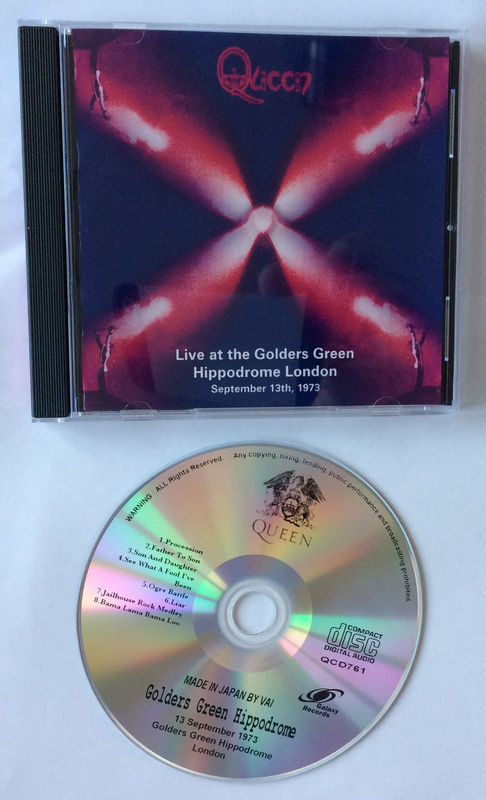 Queen
Live at the Golders Green
Hippodrome London
September 13th, 1973
WARNING ALL Rights Reserved. Any copying, hiring, lending, public performance and broadcasting prohibited
QUEEN
1.Procession
2.Father To Son
3.Son And Daughter
4.See What A Fool I've
Been
5.Ogre Battle
6.Liar
7.Jailhouse Rock Medley
8.Bama Lama Bama Loo
COMPACT
disc
DIGITAL AUDIO
QCD761
MADE IN JAPAN BY VAI
Galaxy
Records
Golders Green Hippodrome
13 September 1973
Golders Green Hippodrome
London